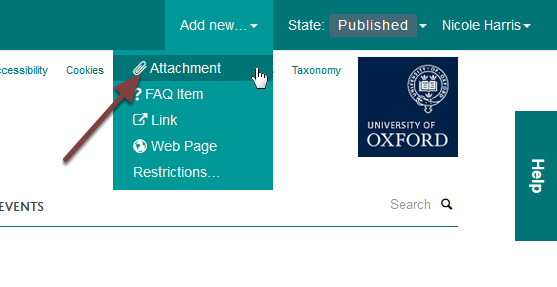 Add new...
State: Published
Nicole Harris
Attachment
ccessibility
Cookies
Taxonomy
FAQ Item
Link
Web Page
Restrictions...
UNIVERSITY OF
OXFORD
Help
EVENTS
Search